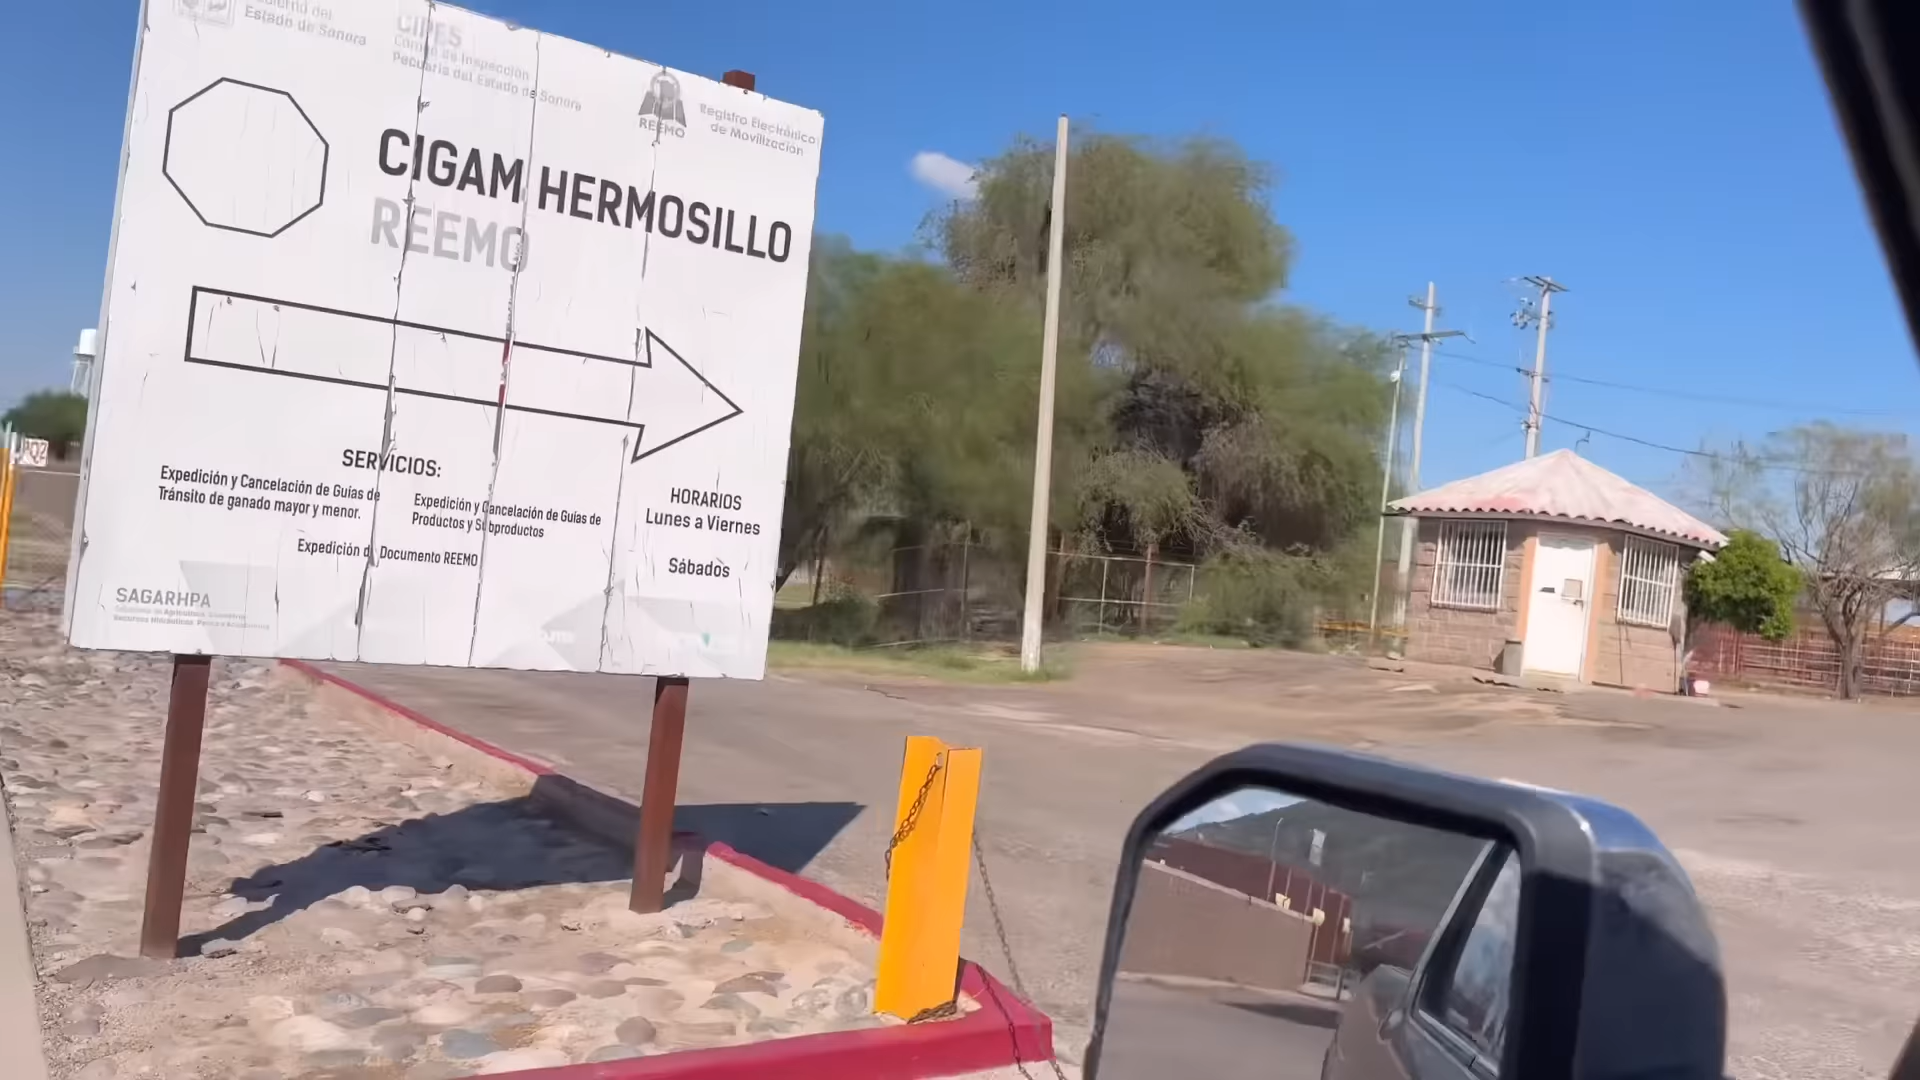 Gobierno del
Estado de Sonora
CIPES
Comité de Inspección
Pecuaria del Estado de Sonora
REEMO
Registro Electrónico
de Movilización
CIGAM HERMOSILLO
REEMO
SERVICIOS:
Expedición y Cancelación de Guías de
Tránsito de ganado mayor y menor.
Expedición y Cancelación de Guías de
Productos y Subproductos
Expedición de Documento REEMO
HORARIOS
Lunes a Viernes
Sábados
SAGARHPA